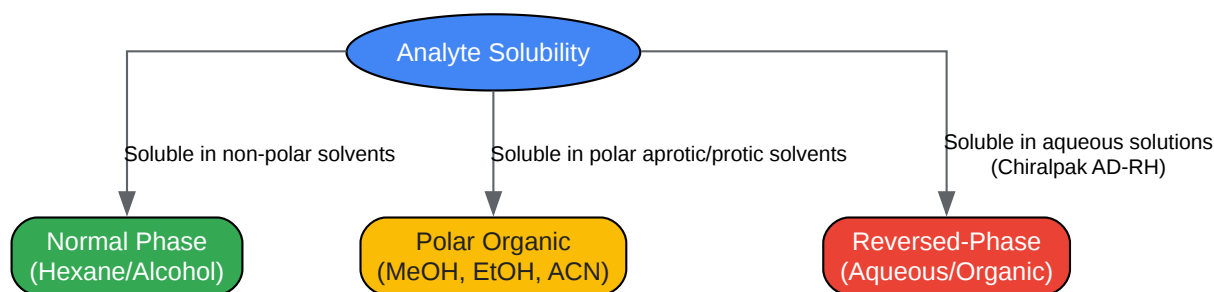 Analyte Solubility
Soluble in non-polar solvents
Soluble in polar aprotic/protic solvents
Soluble in aqueous solutions
(Chiralpak AD-RH)
Normal Phase
(Hexane/Alcohol)
Polar Organic
(MeOH, EtOH, ACN)
Reversed-Phase
(Aqueous/Organic)